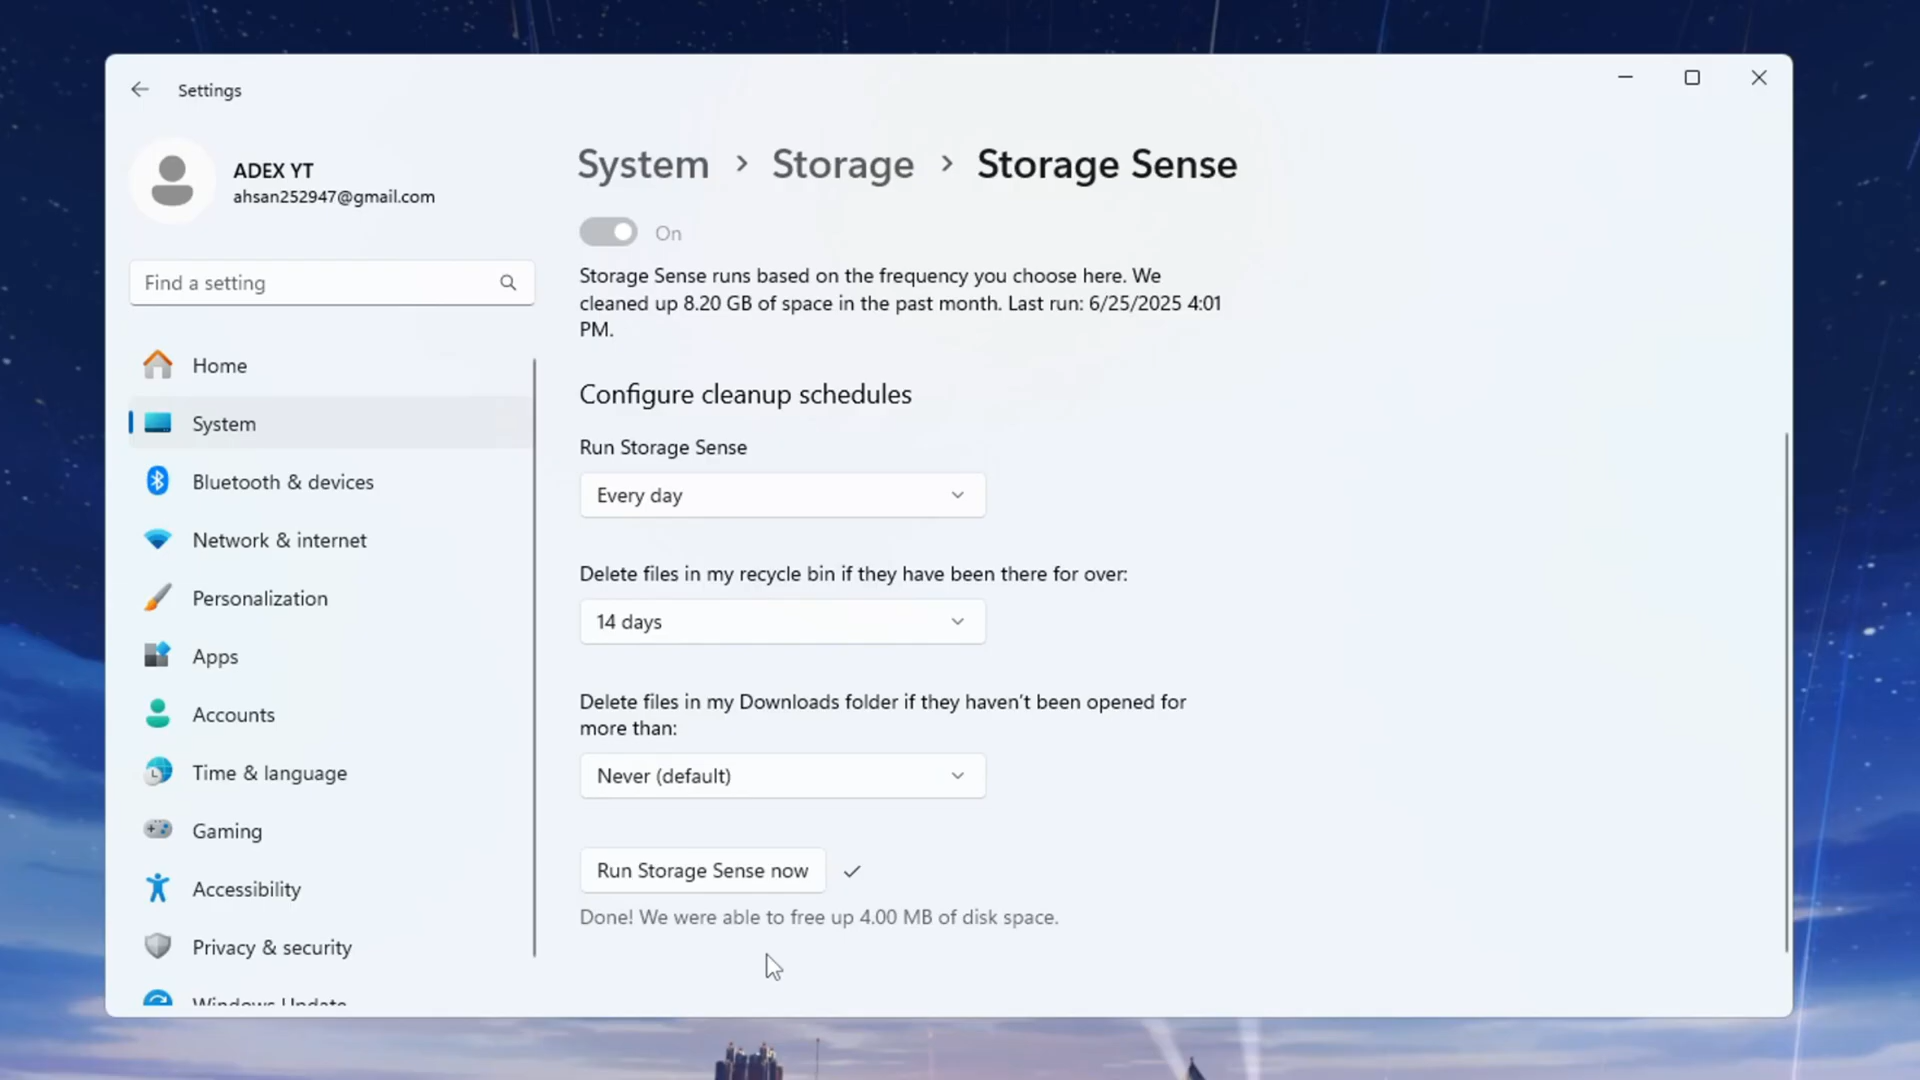 Settings
ADEX YT
ahsan252947@gmail.com
Find a setting
Home
System
Bluetooth & devices
Network & internet
Personalization
Apps
Accounts
Time & language
Gaming
Accessibility
Privacy & security
Windows Update
System > Storage > Storage Sense
On
Storage Sense runs based on the frequency you choose here. We
cleaned up 8.20 GB of space in the past month. Last run: 6/25/2025 4:01
PM.
Configure cleanup schedules
Run Storage Sense
Every day
Delete files in my recycle bin if they have been there for over:
14 days
Delete files in my Downloads folder if they haven't been opened for
more than:
Never (default)
Run Storage Sense now
Done! We were able to free up 4.00 MB of disk space.